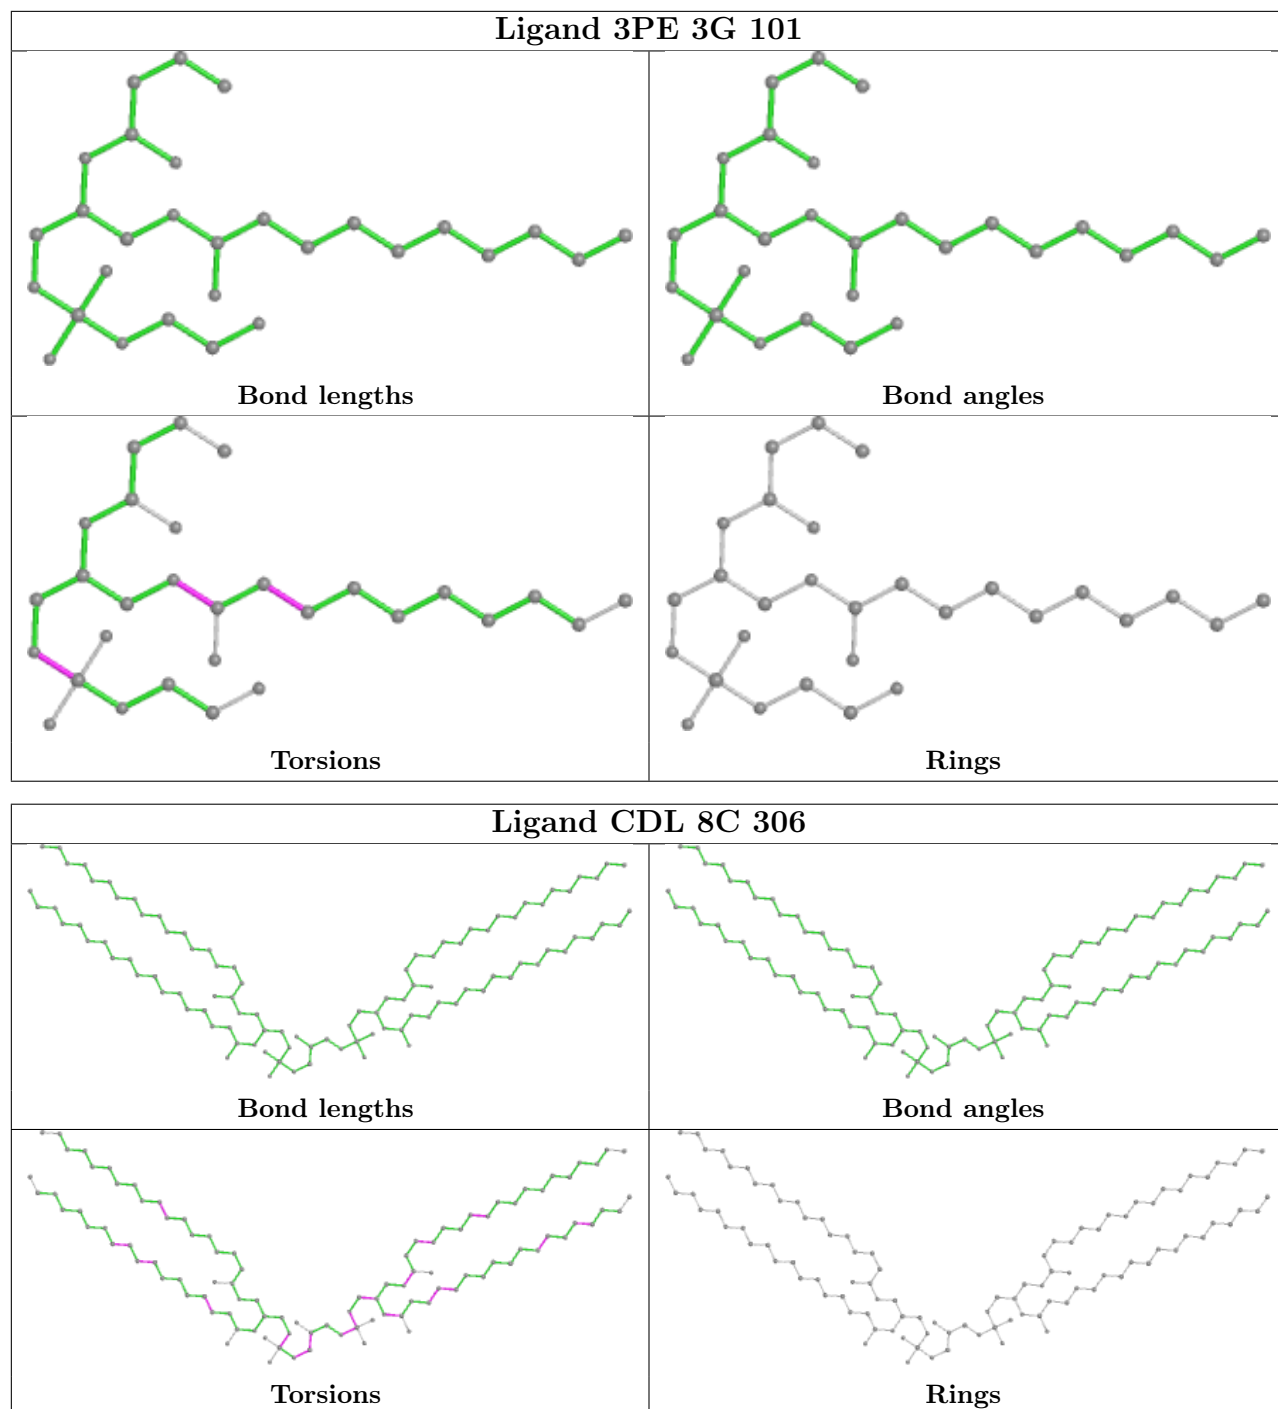 Ligand 3PE 3G 101
Bond lengths
Bond angles
Torsions
Rings
Ligand CDL 8C 306
Bond lengths
Bond angles
Torsions
Rings